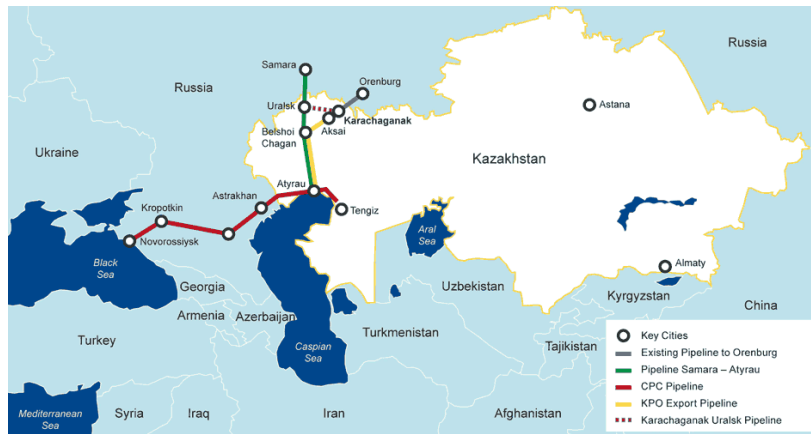 Samara
Russia
Orenburg
Russia
Uralsk
Karachaganak
Aksai
Belshoi
Chagan
Astana
Ukraine
Kazakhstan
Atyrau
Astrakhan
Tengiz
Kropotkin
Novorossiysk
Aral
Sea
Black
Sea
Almaty
Georgia
Uzbekistan
Kyrgyzstan
China
Armenia
Azerbaijan
Turkey
Turkmenistan
Tajikistan
Caspian
Sea
Mediterranean
Sea
Syria
Iraq
Iran
Afghanistan
Key Cities
Existing Pipeline to Orenburg
Pipeline Samara – Atyrau
CPC Pipeline
KPO Export Pipeline
Karachaganak Uralsk Pipeline